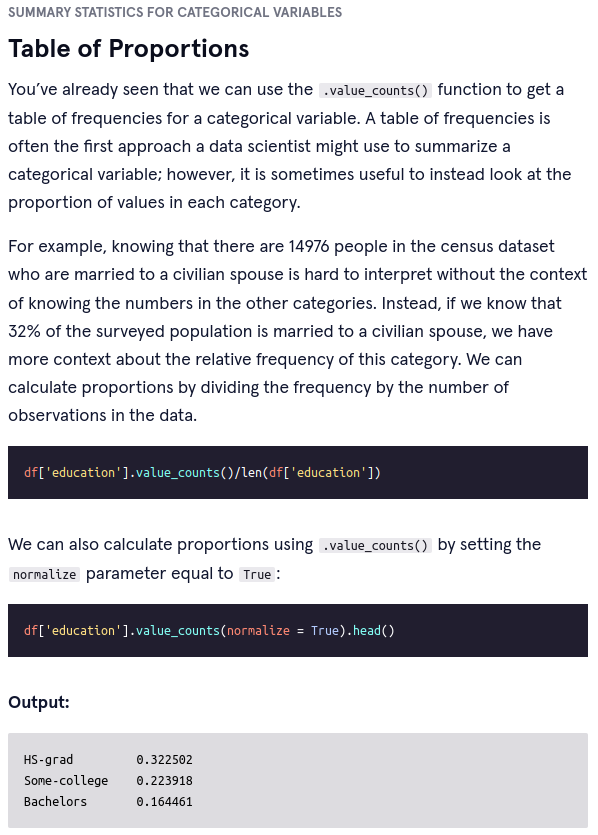 SUMMARY STATISTICS FOR CATEGORICAL VARIABLES
Table of Proportions
You’ve already seen that we can use the .value_counts() function to get a
table of frequencies for a categorical variable. A table of frequencies is
often the first approach a data scientist might use to summarize a
categorical variable; however, it is sometimes useful to instead look at the
proportion of values in each category.
For example, knowing that there are 14976 people in the census dataset
who are married to a civilian spouse is hard to interpret without the context
of knowing the numbers in the other categories. Instead, if we know that
32% of the surveyed population is married to a civilian spouse, we have
more context about the relative frequency of this category. We can
calculate proportions by dividing the frequency by the number of
observations in the data.
df['education'].value_counts()/len(df['education'])
We can also calculate proportions using .value_counts() by setting the
normalize parameter equal to True:
df['education'].value_counts(normalize = True).head()
Output:
HS-grad 0.322502
Some-college 0.223918
Bachelors 0.164461